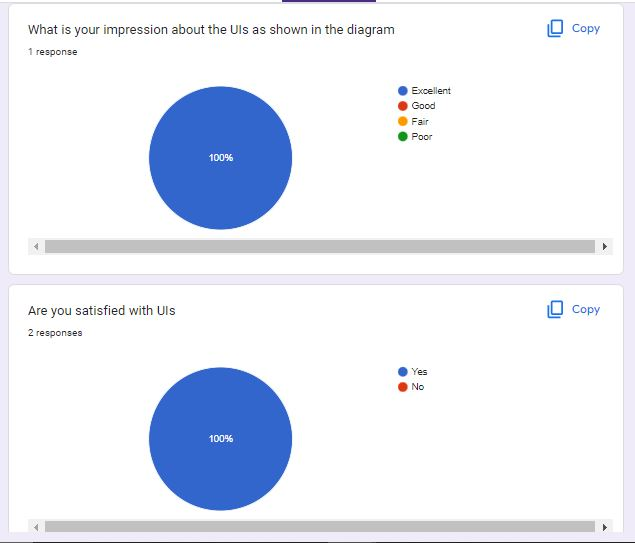 What is your impression about the UIs as shown in the diagram
Copy
1 response
100%
Excellent
Good
Fair
Poor
Are you satisfied with UIs
Copy
2 responses
100%
Yes
No